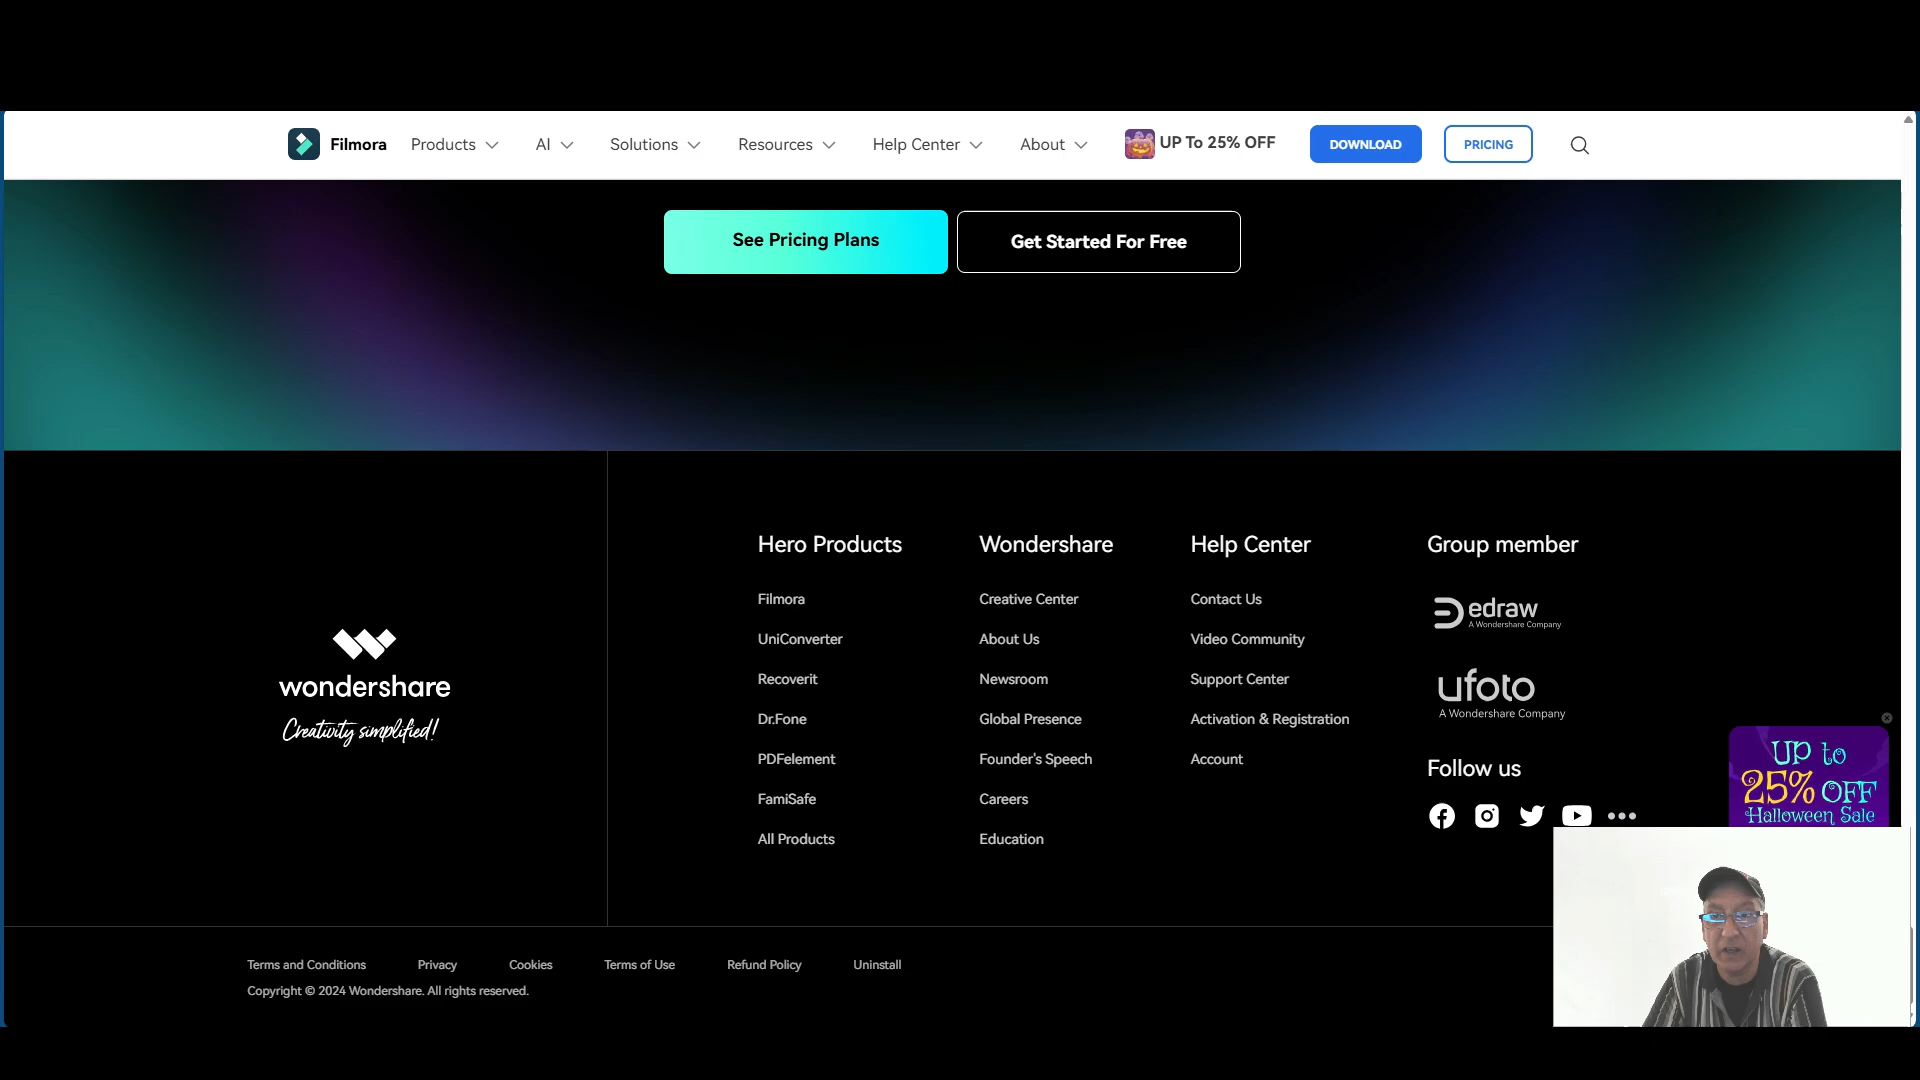 Filmora Products AI Solutions Resources Help Center About UP To 25% OFF DOWNLOAD PRICING
See Pricing Plans Get Started For Free
wondershare
Creativity simplified!
Hero Products
Filmora
UniConverter
Recoverit
Dr.Fone
PDFelement
FamiSafe
All Products
Wondershare
Creative Center
About Us
Newsroom
Global Presence
Founder's Speech
Careers
Education
Help Center
Contact Us
Video Community
Support Center
Activation & Registration
Account
Group member
edraw
A Wondershare Company
ufoto
A Wondershare Company
Follow us
UP to
25% OFF
Halloween Sale
Terms and Conditions Privacy Cookies Terms of Use Refund Policy Uninstall
Copyright © 2024 Wondershare. All rights reserved.